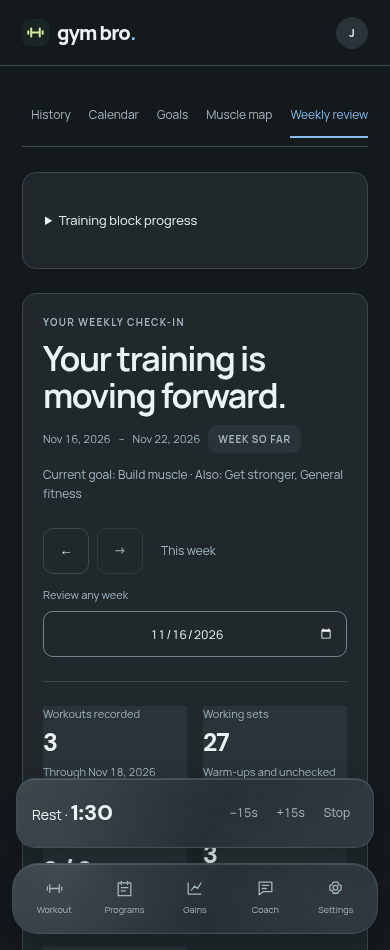 gym bro.
J
History Calendar Goals Muscle map Weekly review
▶ Training block progress
YOUR WEEKLY CHECK-IN
Your training is
moving forward.
Nov 16, 2026 – Nov 22, 2026 WEEK SO FAR
Current goal: Build muscle · Also: Get stronger, General
fitness
← → This week
Review any week
11/16/2026
Workouts recorded Working sets
3 27
Through Nov 18, 2026 Warm-ups and unchecked
Rest · 1:30 −15s +15s Stop
3
Workout Programs Gains Coach Settings